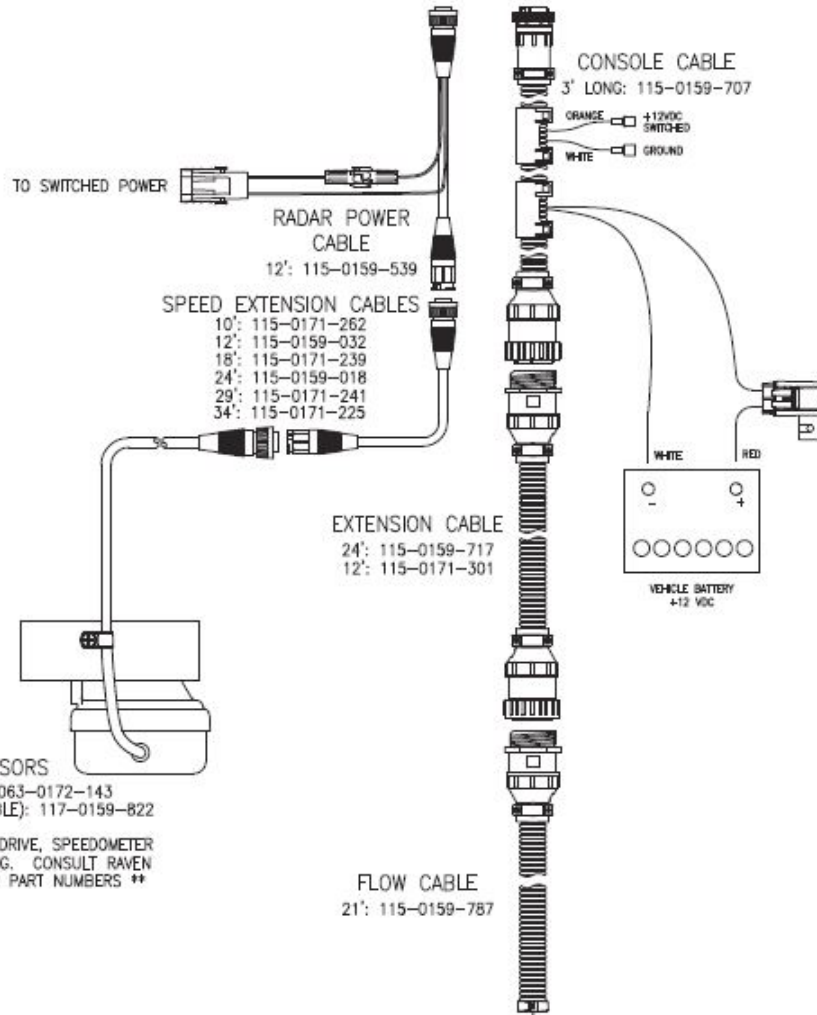 CONSOLE CABLE
3' LONG: 115-0159-707
ORANGE
+12VDC
SWITCHED
WHITE
GROUND
TO SWITCHED POWER
RADAR POWER
CABLE
12': 115-0159-539
SPEED EXTENSION CABLES
10': 115-0171-262
12': 115-0159-032
18': 115-0171-239
24': 115-0159-018
29': 115-0171-241
34': 115-0171-225
WHITE
RED
-
+
VEHICLE BATTERY
+12 VDC
EXTENSION CABLE
24': 115-0159-717
12': 115-0171-301
SORS
063-0172-143
BLE): 117-0159-822
DRIVE, SPEEDOMETER
G. CONSULT RAVEN
PART NUMBERS **
FLOW CABLE
21': 115-0159-787